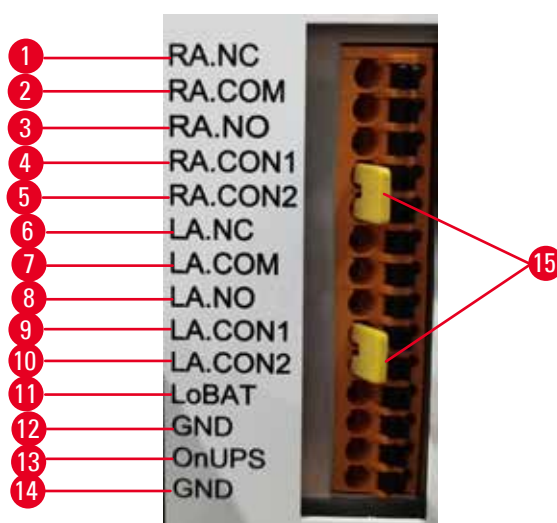 1 RA.NC
2 RA.COM
3 RA.NO
4 RA.CON1
5 RA.CON2
6 LA.NC
7 LA.COM
8 LA.NO
9 LA.CON1
10 LA.CON2
11 LoBAT
12 GND
13 OnUPS
14 GND
15